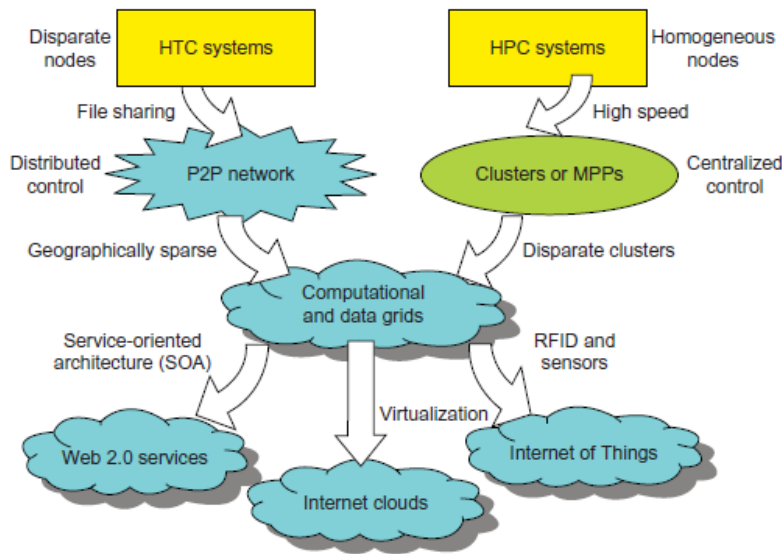 Disparate
nodes
HTC systems
HPC systems
Homogeneous
nodes
File sharing
High speed
Distributed
control
P2P network
Clusters or MPPs
Centralized
control
Geographically sparse
Disparate clusters
Computational
and data grids
Service-oriented
architecture (SOA)
RFID and
sensors
Virtualization
Web 2.0 services
Internet of Things
Internet clouds